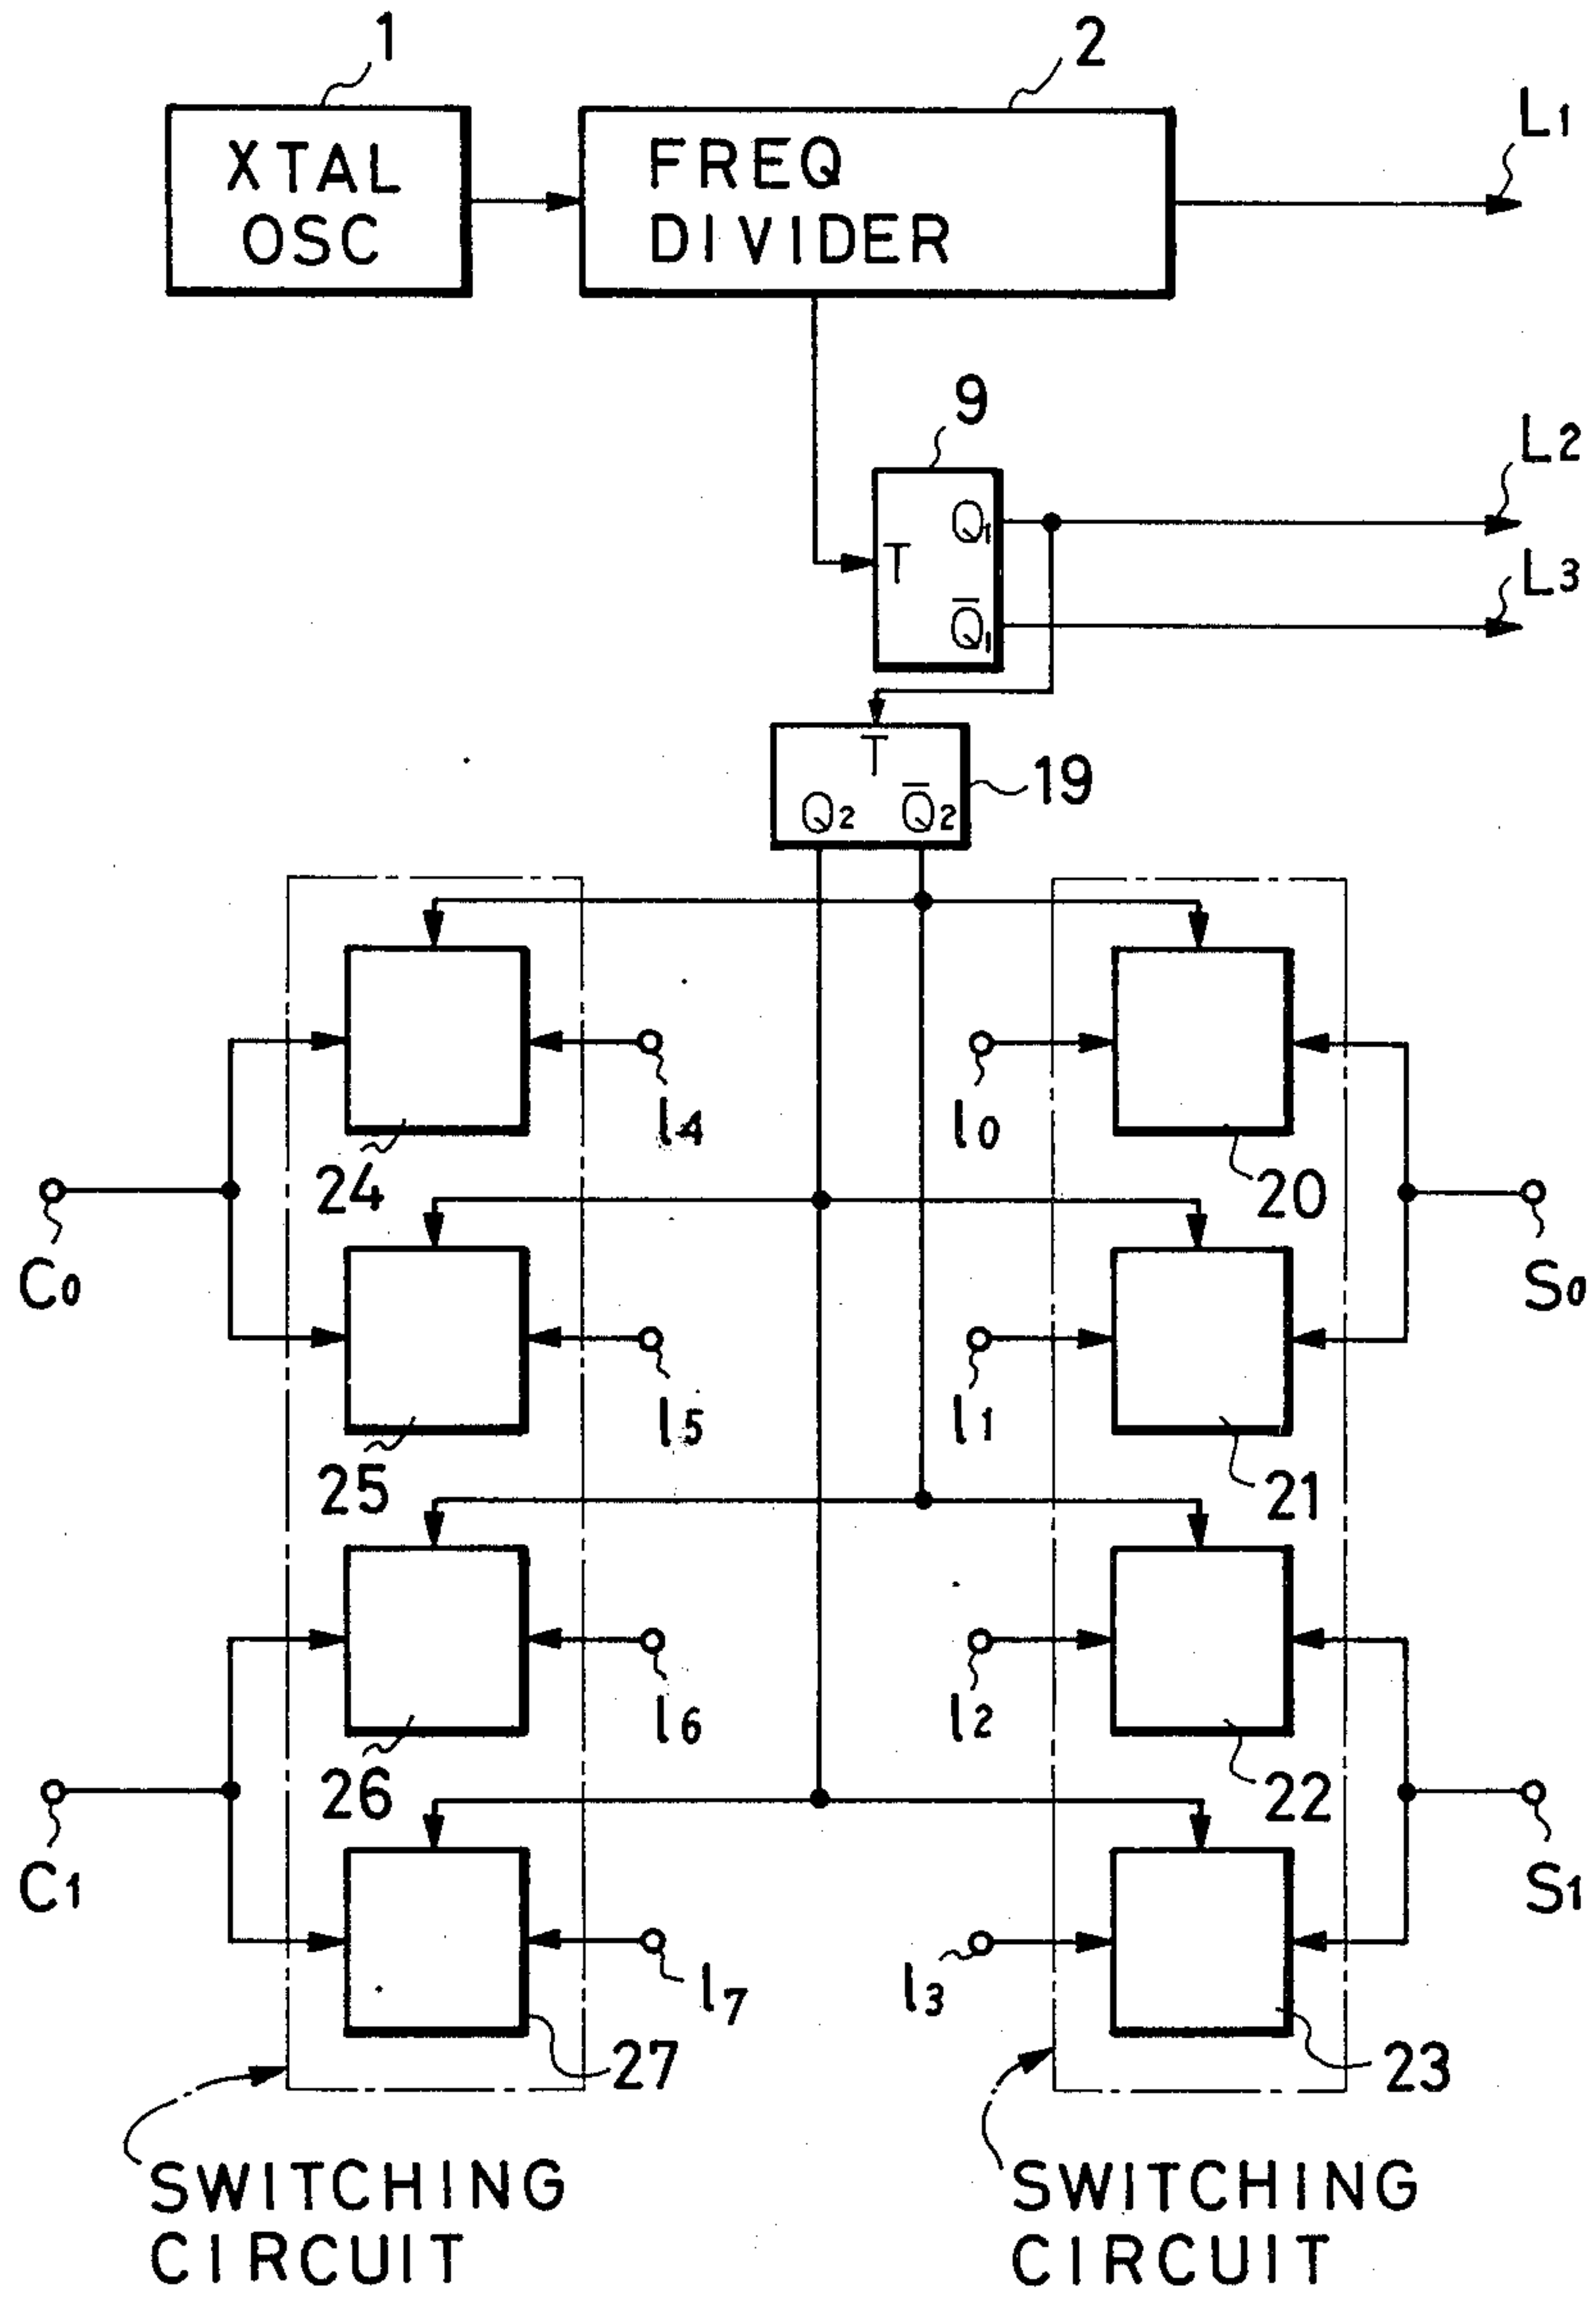 1
2
XTAL
OSC
FREQ
DIVIDER
L1
9
L2
Q1
T
L3
Q̅1
T
Q2 Q̅2
19
l4
l0
24
20
C0
S0
l5
l1
25
21
l6
l2
26
22
C1
S1
l7
l3
27
23
SWITCHING
CIRCUIT
SWITCHING
CIRCUIT